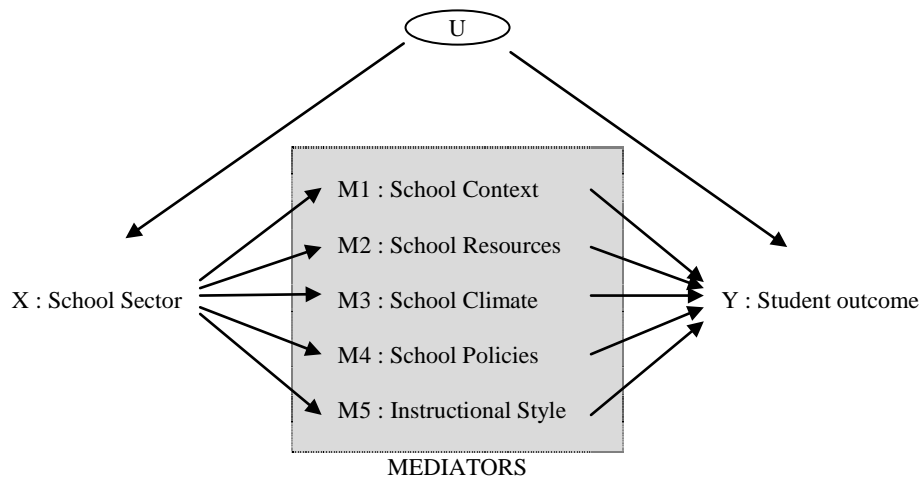 U
M1 : School Context
M2 : School Resources
X : School Sector
M3 : School Climate
Y : Student outcome
M4 : School Policies
M5 : Instructional Style
MEDIATORS